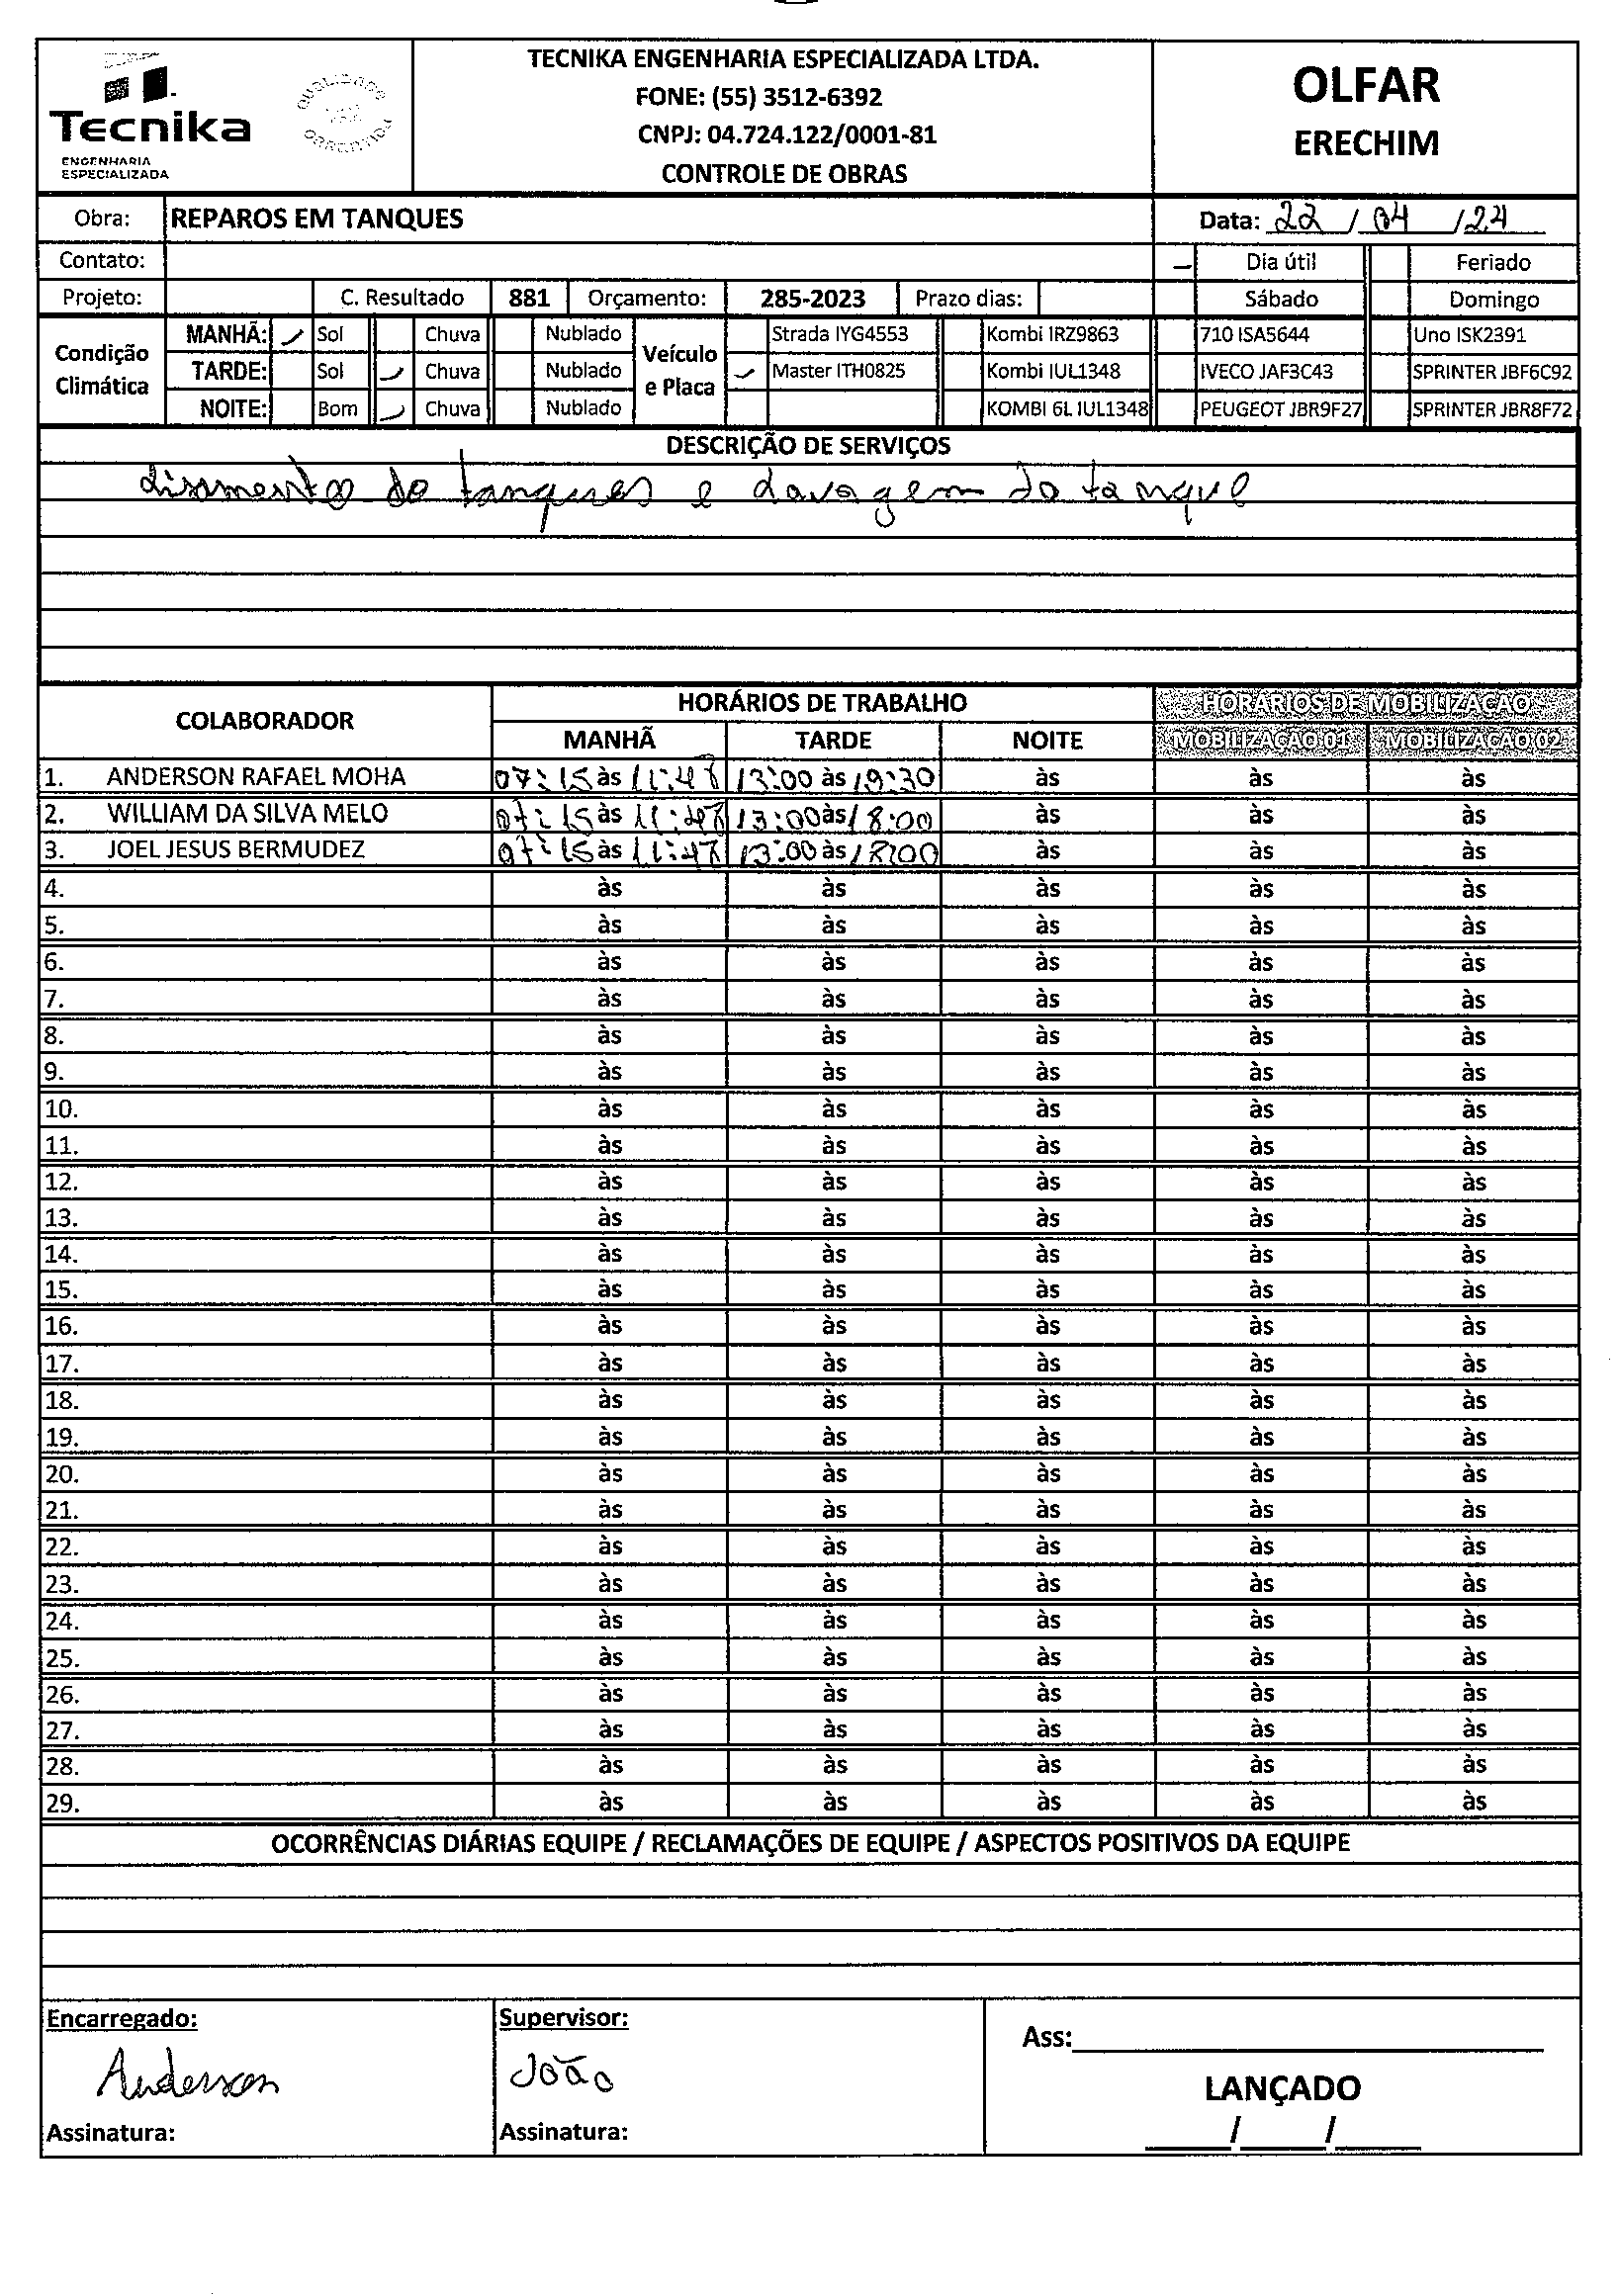 Tecnika
ENGENHARIA
ESPECIALIZADA
QUALIDADE
GARANTIDA
TECNIKA ENGENHARIA ESPECIALIZADA LTDA.
FONE: (55) 3512-6392
CNPJ: 04.724.122/0001-81
CONTROLE DE OBRAS
OLFAR
ERECHIM
Obra: REPAROS EM TANQUES Data: 22 / 04 / 24
Contato: Dia útil Feriado
Projeto: C. Resultado 881 Orçamento: 285-2023 Prazo dias: Sábado Domingo
Condição Climática MANHÃ: Sol Chuva Nublado Veículo e Placa Strada IYG4553 Kombi IRZ9863 710 ISA5644 Uno ISK2391
TARDE: Sol Chuva Nublado Master ITH0825 Kombi IUL1348 IVECO JAF3C43 SPRINTER JBF6C92
NOITE: Bom Chuva Nublado KOMBI 6L IUL1348 PEUGEOT JBR9F27 SPRINTER JBR8F72
DESCRIÇÃO DE SERVIÇOS
lixamento do tanques e lavagem do tanque
COLABORADOR HORÁRIOS DE TRABALHO HORÁRIOS DE MOBILIZAÇÃO
MANHÃ TARDE NOITE MOBILIZAÇÃO 01 MOBILIZAÇÃO 02
1. ANDERSON RAFAEL MOHA 07:15 às 11:48 13:00 às 19:30 às às às
2. WILLIAM DA SILVA MELO 07:15 às 11:48 13:00 às 18:00 às às às
3. JOEL JESUS BERMUDEZ 07:15 às 11:48 13:00 às 18:00 às às às
4. às às às às às
5. às às às às às
6. às às às às às
7. às às às às às
8. às às às às às
9. às às às às às
10. às às às às às
11. às às às às às
12. às às às às às
13. às às às às às
14. às às às às às
15. às às às às às
16. às às às às às
17. às às às às às
18. às às às às às
19. às às às às às
20. às às às às às
21. às às às às às
22. às às às às às
23. às às às às às
24. às às às às às
25. às às às às às
26. às às às às às
27. às às às às às
28. às às às às às
29. às às às às às
OCORRÊNCIAS DIÁRIAS EQUIPE / RECLAMAÇÕES DE EQUIPE / ASPECTOS POSITIVOS DA EQUIPE
Encarregado: Supervisor: Ass:
Anderson João
LANÇADO
Assinatura: Assinatura: / /